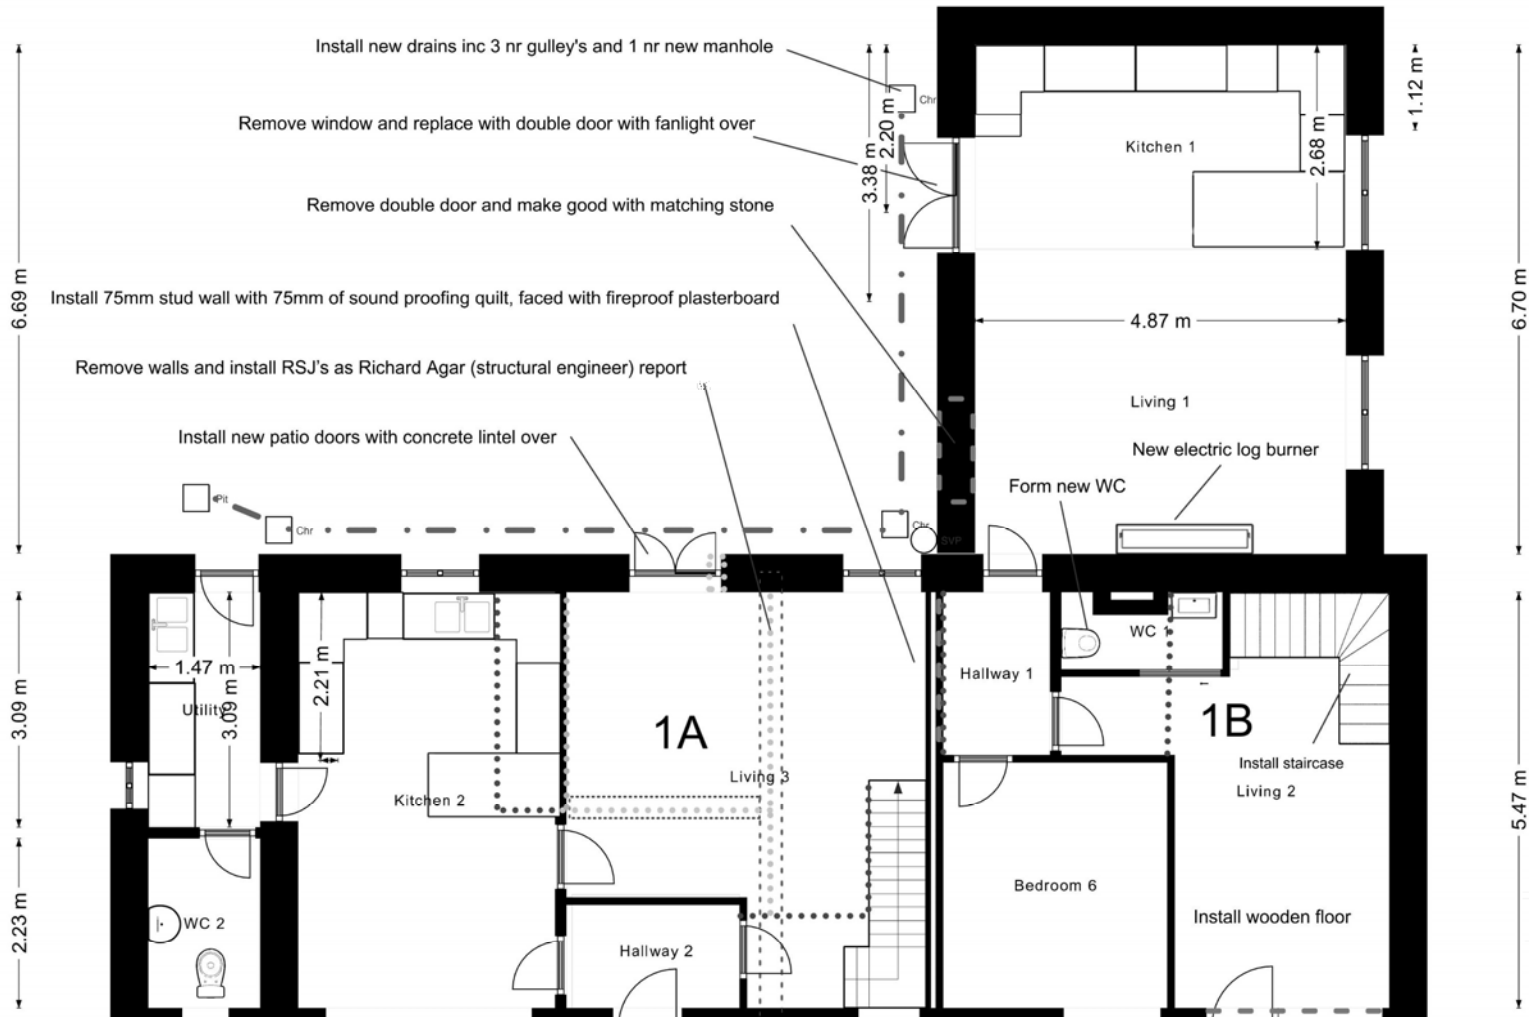 Install new drains inc 3 nr gulley's and 1 nr new manhole
Chr
1.12 m
2.20 m
Remove window and replace with double door with fanlight over
Kitchen 1
2.68 m
3.38 m
Remove double door and make good with matching stone
6.69 m
Install 75mm stud wall with 75mm of sound proofing quilt, faced with fireproof plasterboard
6.70 m
4.87 m
Remove walls and install RSJ's as Richard Agar (structural engineer) report
Living 1
Install new patio doors with concrete lintel over
New electric log burner
Form new WC
Pit
Chr
Chr
SVP
WC 1
1.47 m
2.21 m
Hallway 1
3.09 m
Utility
3.09 m
1A
1B
Install staircase
Living 3
Living 2
Kitchen 2
5.47 m
Bedroom 6
2.23 m
WC 2
Install wooden floor
Hallway 2